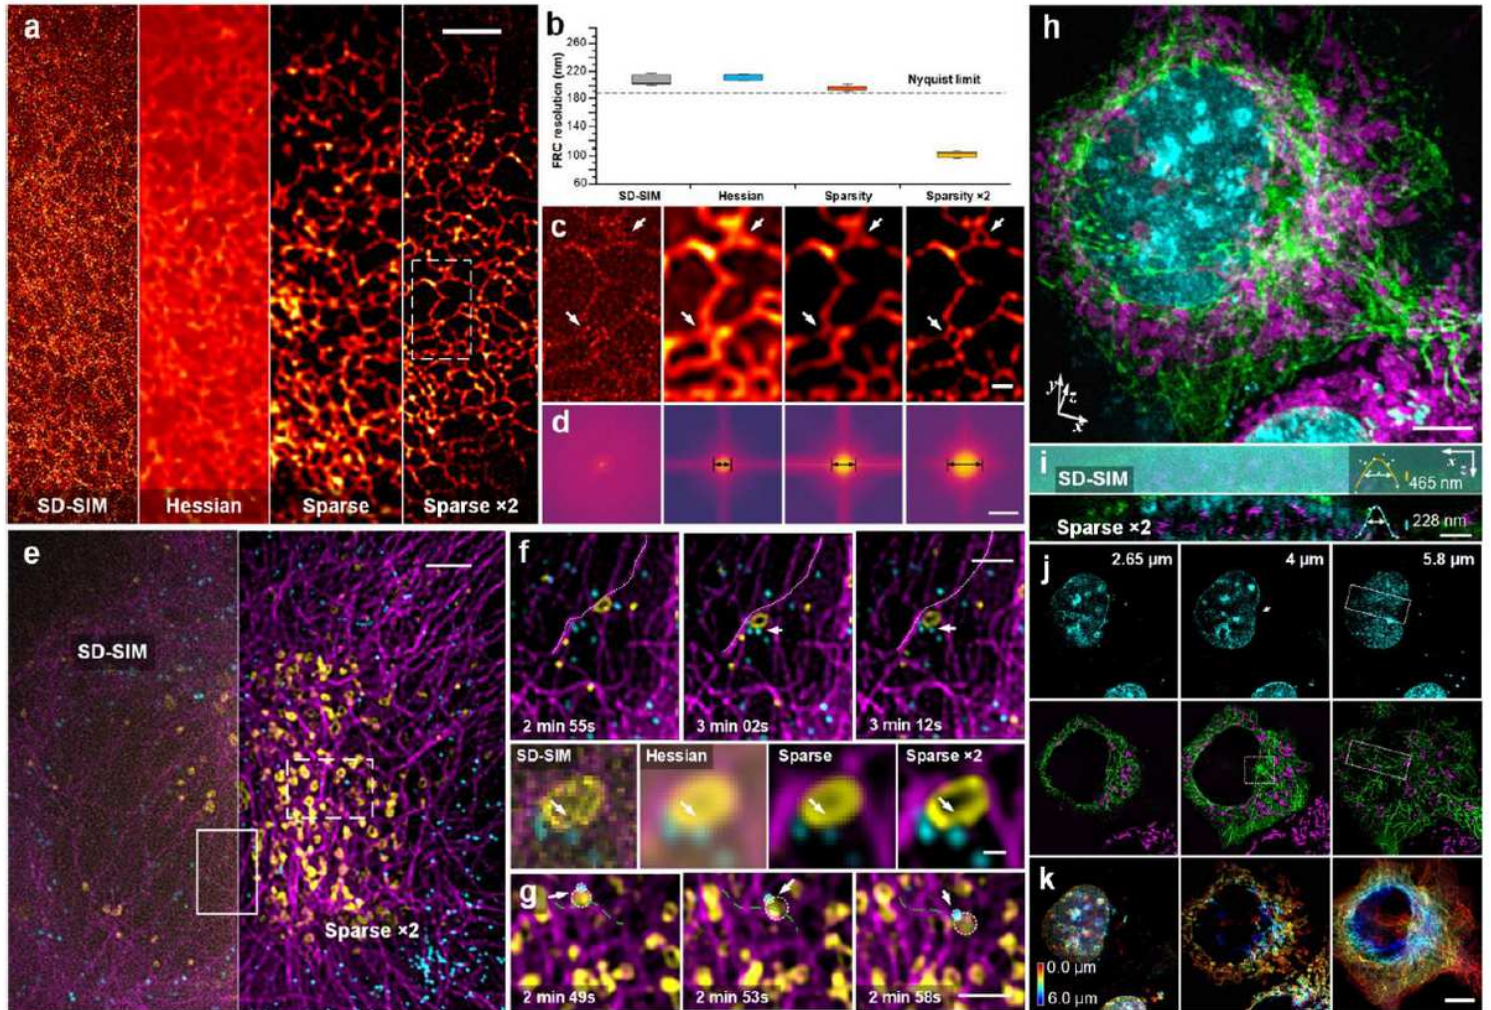 a
SD-SIM
Hessian
Sparse
Sparse ×2
b
FRC resolution (nm)
260
220
180
140
100
60
Nyquist limit
SD-SIM
Hessian
Sparsity
Sparsity ×2
c
d
e
SD-SIM
Sparse ×2
f
2 min 55s
3 min 02s
3 min 12s
SD-SIM
Hessian
Sparse
Sparse ×2
g
2 min 49s
2 min 53s
2 min 58s
h
y
z
x
i
SD-SIM
x
z
465 nm
Sparse ×2
228 nm
j
2.65 µm
4 µm
5.8 µm
k
0.0 µm
6.0 µm